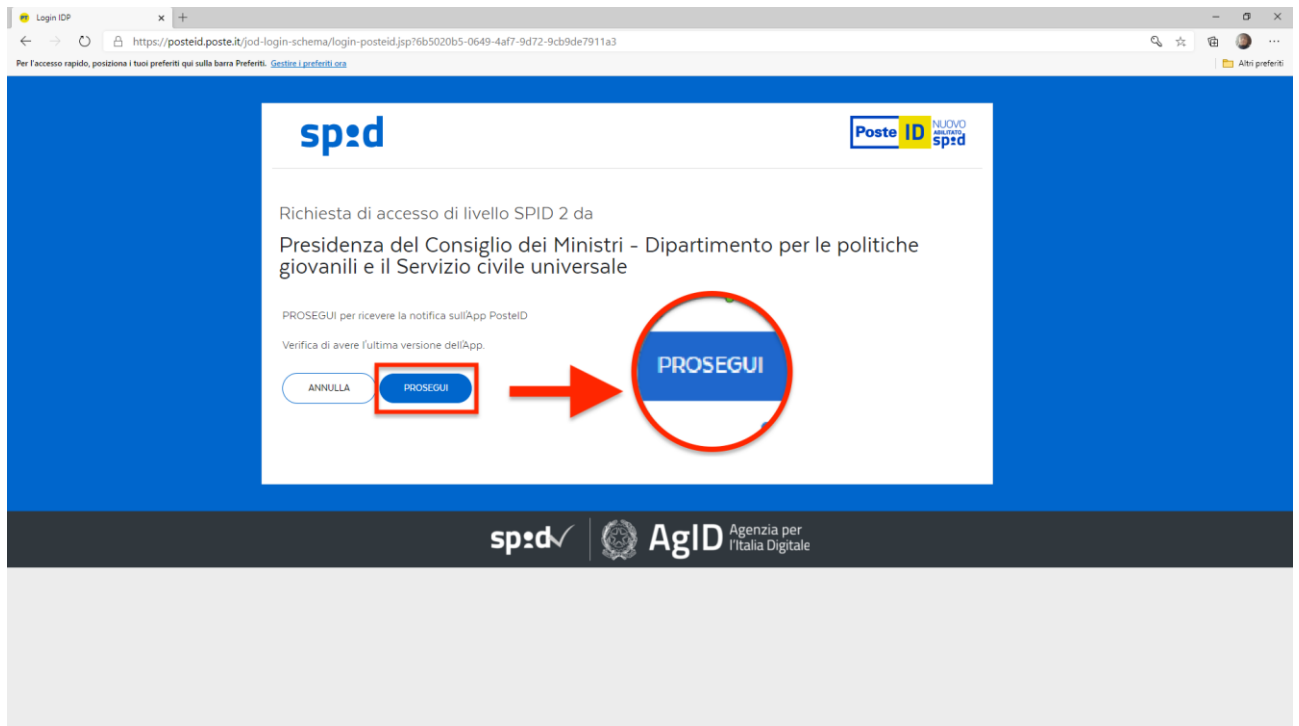 Login IDP
https://posteid.poste.it/jod-login-schema/login-posteid.jsp?6b5020b5-0649-4af7-9d72-9cb9de7911a3
Per l'accesso rapido, posiziona i tuoi preferiti qui sulla barra Preferiti. Gestire i preferiti ora
Altri preferiti
spid
Poste ID NUOVO
ABILITATO
spid
Richiesta di accesso di livello SPID 2 da
Presidenza del Consiglio dei Ministri - Dipartimento per le politiche
giovanili e il Servizio civile universale
PROSEGUI per ricevere la notifica sull'App PosteID
Verifica di avere l'ultima versione dell'App.
ANNULLA
PROSEGUI
PROSEGUI
spid
AgID Agenzia per
l'Italia Digitale